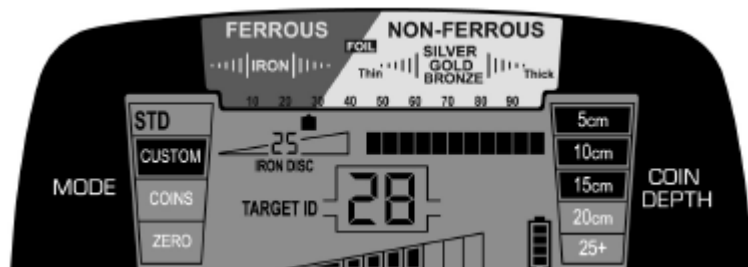 FERROUS
NON-FERROUS
FOIL
IRON
Thin
SILVER
GOLD
BRONZE
Thick
10 20 30 40 50 60 70 80 90
STD
CUSTOM
COINS
ZERO
MODE
25
IRON DISC
TARGET ID
28
5cm
10cm
15cm
20cm
25+
COIN
DEPTH